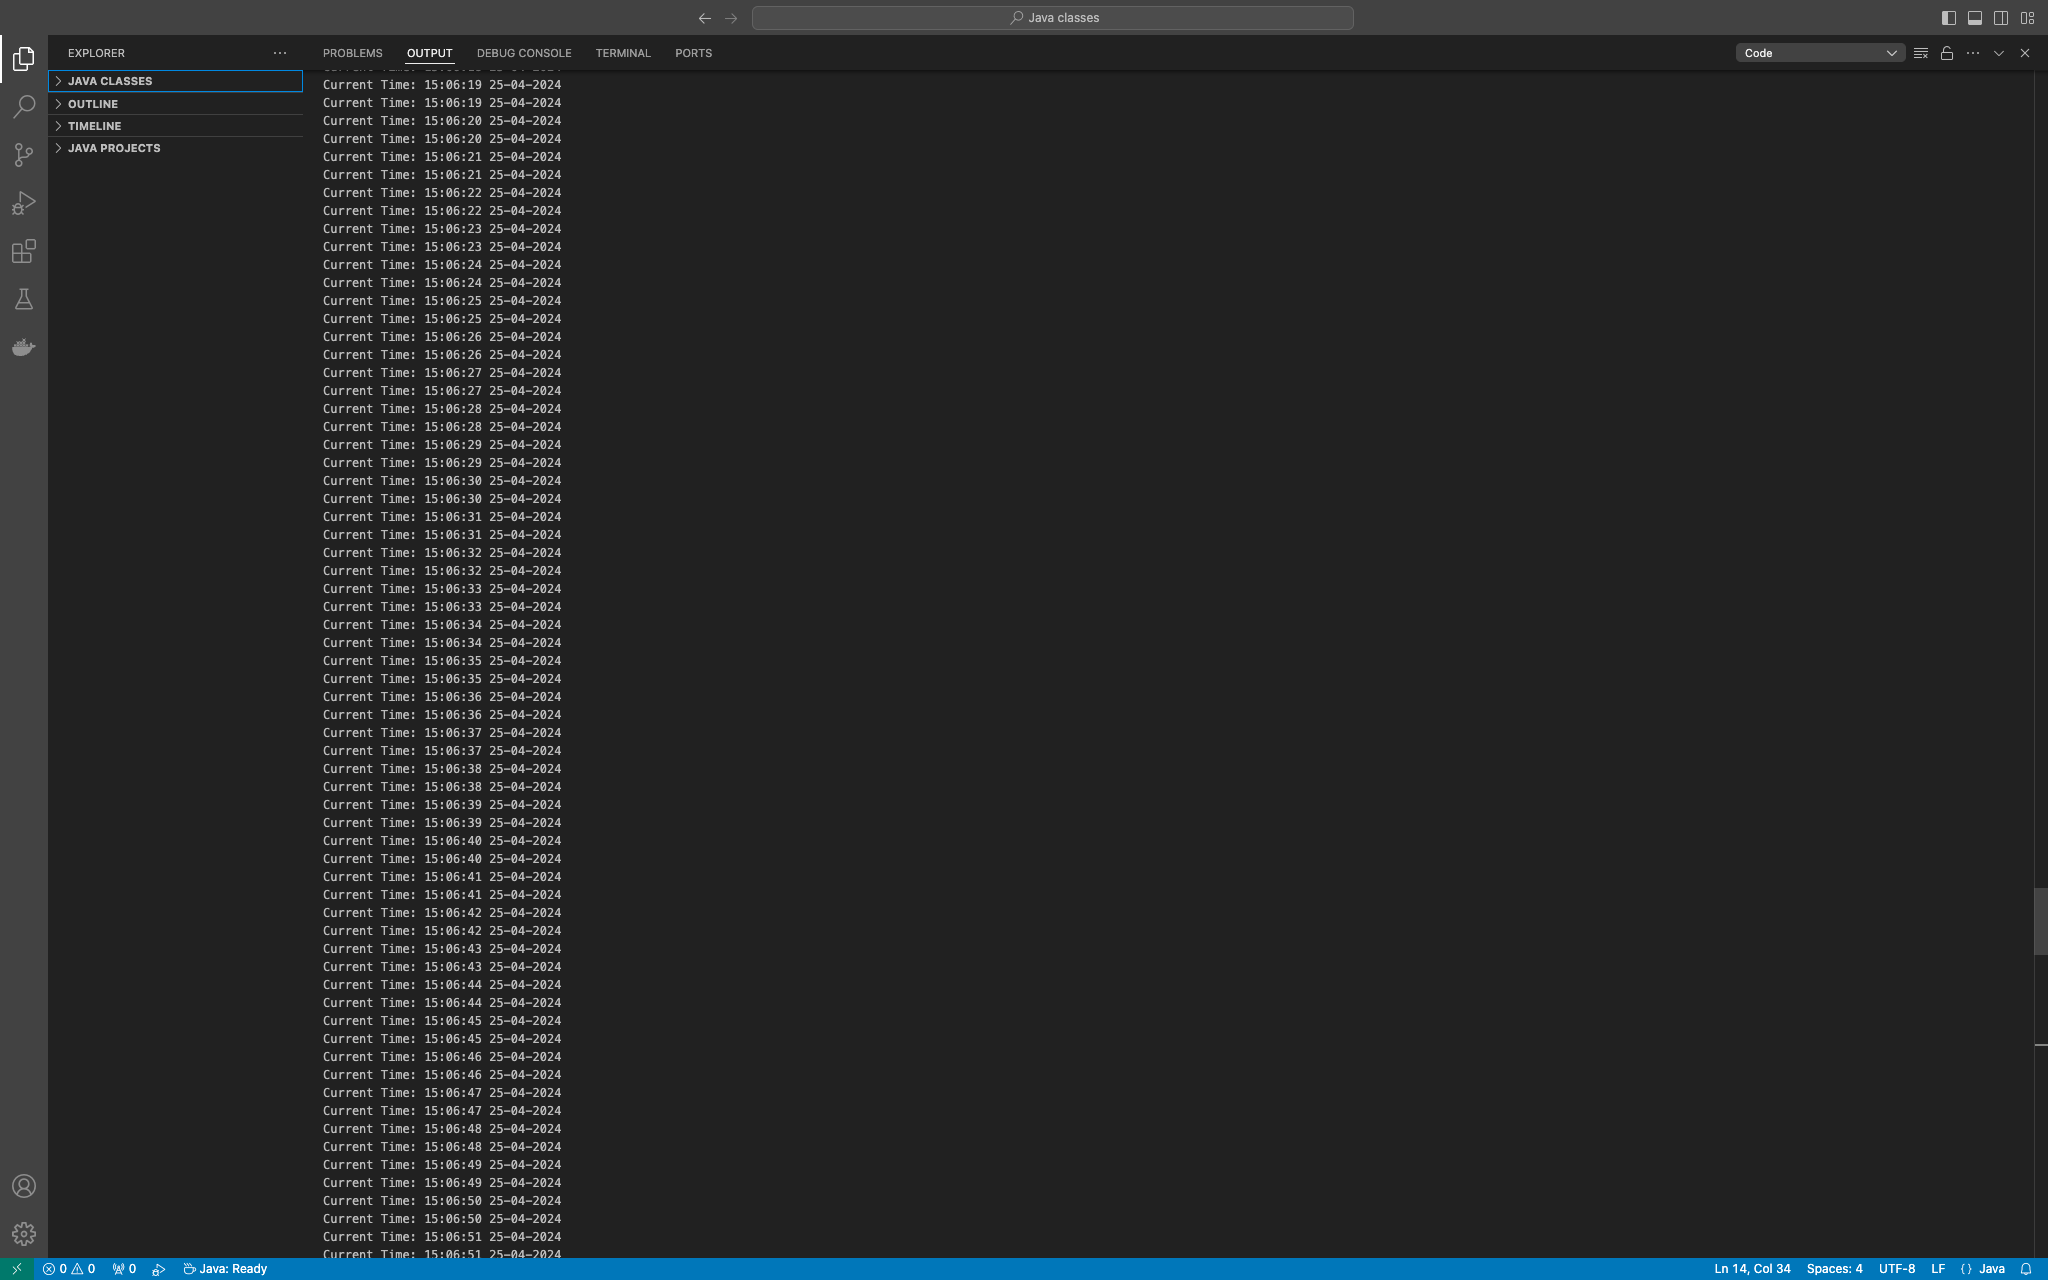 Java classes
EXPLORER
PROBLEMS OUTPUT DEBUG CONSOLE TERMINAL PORTS
Code
JAVA CLASSES
OUTLINE
TIMELINE
JAVA PROJECTS
Current Time: 15:06:19 25-04-2024
Current Time: 15:06:19 25-04-2024
Current Time: 15:06:20 25-04-2024
Current Time: 15:06:20 25-04-2024
Current Time: 15:06:21 25-04-2024
Current Time: 15:06:21 25-04-2024
Current Time: 15:06:22 25-04-2024
Current Time: 15:06:22 25-04-2024
Current Time: 15:06:23 25-04-2024
Current Time: 15:06:23 25-04-2024
Current Time: 15:06:24 25-04-2024
Current Time: 15:06:24 25-04-2024
Current Time: 15:06:25 25-04-2024
Current Time: 15:06:25 25-04-2024
Current Time: 15:06:26 25-04-2024
Current Time: 15:06:26 25-04-2024
Current Time: 15:06:27 25-04-2024
Current Time: 15:06:27 25-04-2024
Current Time: 15:06:28 25-04-2024
Current Time: 15:06:28 25-04-2024
Current Time: 15:06:29 25-04-2024
Current Time: 15:06:29 25-04-2024
Current Time: 15:06:30 25-04-2024
Current Time: 15:06:30 25-04-2024
Current Time: 15:06:31 25-04-2024
Current Time: 15:06:31 25-04-2024
Current Time: 15:06:32 25-04-2024
Current Time: 15:06:32 25-04-2024
Current Time: 15:06:33 25-04-2024
Current Time: 15:06:33 25-04-2024
Current Time: 15:06:34 25-04-2024
Current Time: 15:06:34 25-04-2024
Current Time: 15:06:35 25-04-2024
Current Time: 15:06:35 25-04-2024
Current Time: 15:06:36 25-04-2024
Current Time: 15:06:36 25-04-2024
Current Time: 15:06:37 25-04-2024
Current Time: 15:06:37 25-04-2024
Current Time: 15:06:38 25-04-2024
Current Time: 15:06:38 25-04-2024
Current Time: 15:06:39 25-04-2024
Current Time: 15:06:39 25-04-2024
Current Time: 15:06:40 25-04-2024
Current Time: 15:06:40 25-04-2024
Current Time: 15:06:41 25-04-2024
Current Time: 15:06:41 25-04-2024
Current Time: 15:06:42 25-04-2024
Current Time: 15:06:42 25-04-2024
Current Time: 15:06:43 25-04-2024
Current Time: 15:06:43 25-04-2024
Current Time: 15:06:44 25-04-2024
Current Time: 15:06:44 25-04-2024
Current Time: 15:06:45 25-04-2024
Current Time: 15:06:45 25-04-2024
Current Time: 15:06:46 25-04-2024
Current Time: 15:06:46 25-04-2024
Current Time: 15:06:47 25-04-2024
Current Time: 15:06:47 25-04-2024
Current Time: 15:06:48 25-04-2024
Current Time: 15:06:48 25-04-2024
Current Time: 15:06:49 25-04-2024
Current Time: 15:06:49 25-04-2024
Current Time: 15:06:50 25-04-2024
Current Time: 15:06:50 25-04-2024
Current Time: 15:06:51 25-04-2024
Current Time: 15:06:51 25-04-2024
0 0 0 Java: Ready Ln 14, Col 34 Spaces: 4 UTF-8 LF {} Java